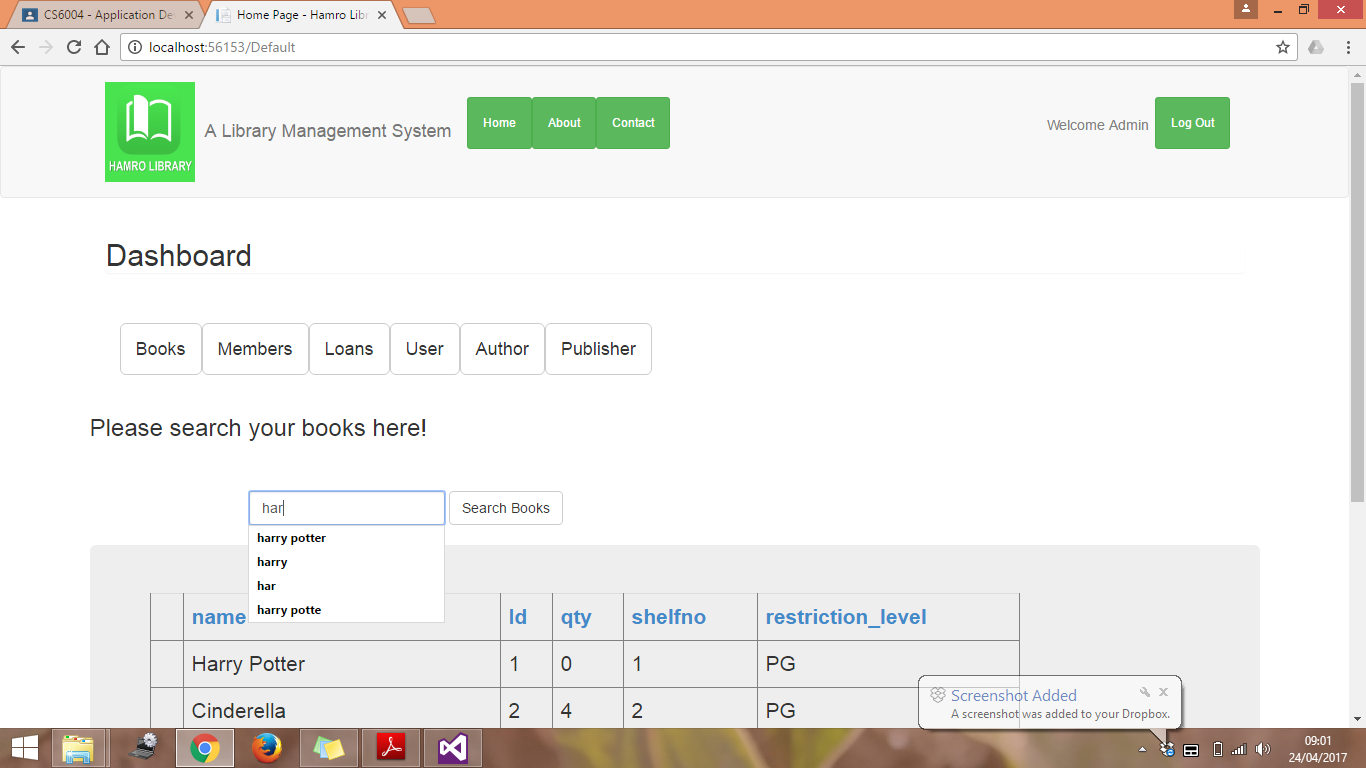 CS6004 - Application De
Home Page - Hamro Lib
localhost:56153/Default
HAMRO LIBRARY
A Library Management System
Home About Contact
Welcome Admin
Log Out
Dashboard
Books Members Loans User Author Publisher
Please search your books here!
har
Search Books
harry potter
harry
har
harry potte
name Id qty shelfno restriction_level
Harry Potter 1 0 1 PG
Cinderella 2 4 2 PG
Screenshot Added
A screenshot was added to your Dropbox.
09:01
24/04/2017